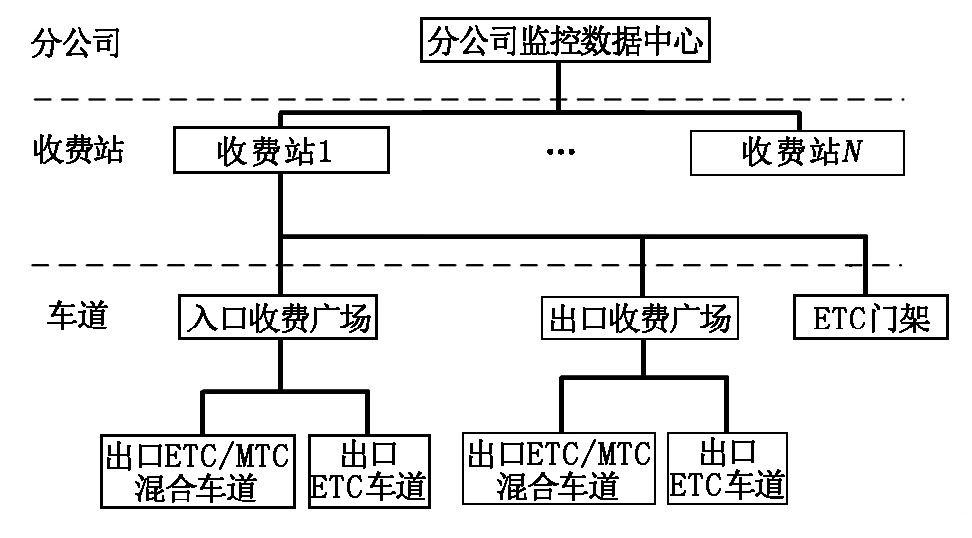 分公司
分公司监控数据中心
收费站
收费站1
…
收费站N
车道
入口收费广场
出口收费广场
ETC门架
出口ETC/MTC
混合车道
出口
ETC车道
出口ETC/MTC
混合车道
出口
ETC车道